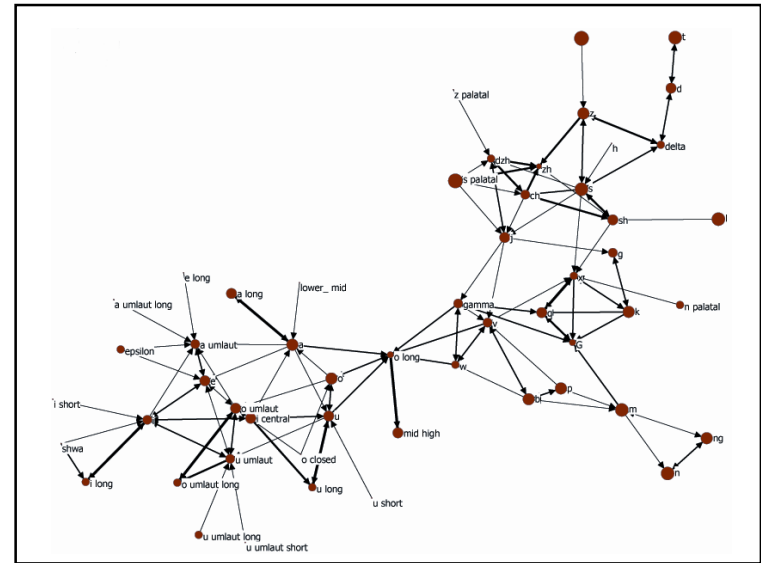 t
d
'z palatal
z
h
delta
dzh
zh
s palatal
s
ch
sh
l
j
g
x
'e long
a long
lower_ mid
'a umlaut long
gamma
gl
k
n palatal
v
epsilon
a umlaut
a
o long
G
w
e
o
p
'i short
o umlaut
i central
u
b
m
mid high
'shwa
u umlaut
o closed
ng
n
i long
o umlaut long
u long
u short
u umlaut long
'u umlaut short